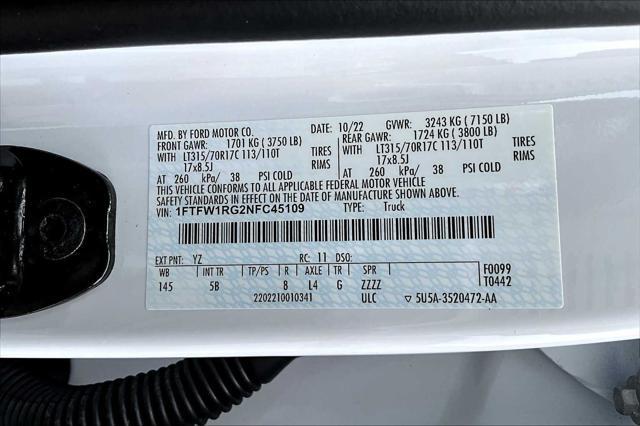 MFD. BY FORD MOTOR CO. DATE: 10/22 GVWR: 3243 KG ( 7150 LB)
FRONT GAWR: 1701 KG ( 3750 LB) REAR GAWR: 1724 KG ( 3800 LB)
LT315/70R17C 113/110T TIRES LT315/70R17C 113/110T TIRES
17x8.5J RIMS 17x8.5J RIMS
AT 260 kPa/ 38 PSI COLD AT 260 kPa/ 38 PSI COLD
THIS VEHICLE CONFORMS TO ALL APPLICABLE FEDERAL MOTOR VEHICLE
SAFETY STANDARDS IN EFFECT ON THE DATE OF MANUFACTURE SHOWN ABOVE.
VIN: 1FTFW1RG2NFC45109 TYPE: Truck
EXT PNT: YZ RC: 11 DSO:
WB INT TR TP/PS R AXLE TR SPR F0099
145 5B 8 L4 G ZZZZ T0442
2202210010341 ULC ▽ 5U5A-3520472-AA